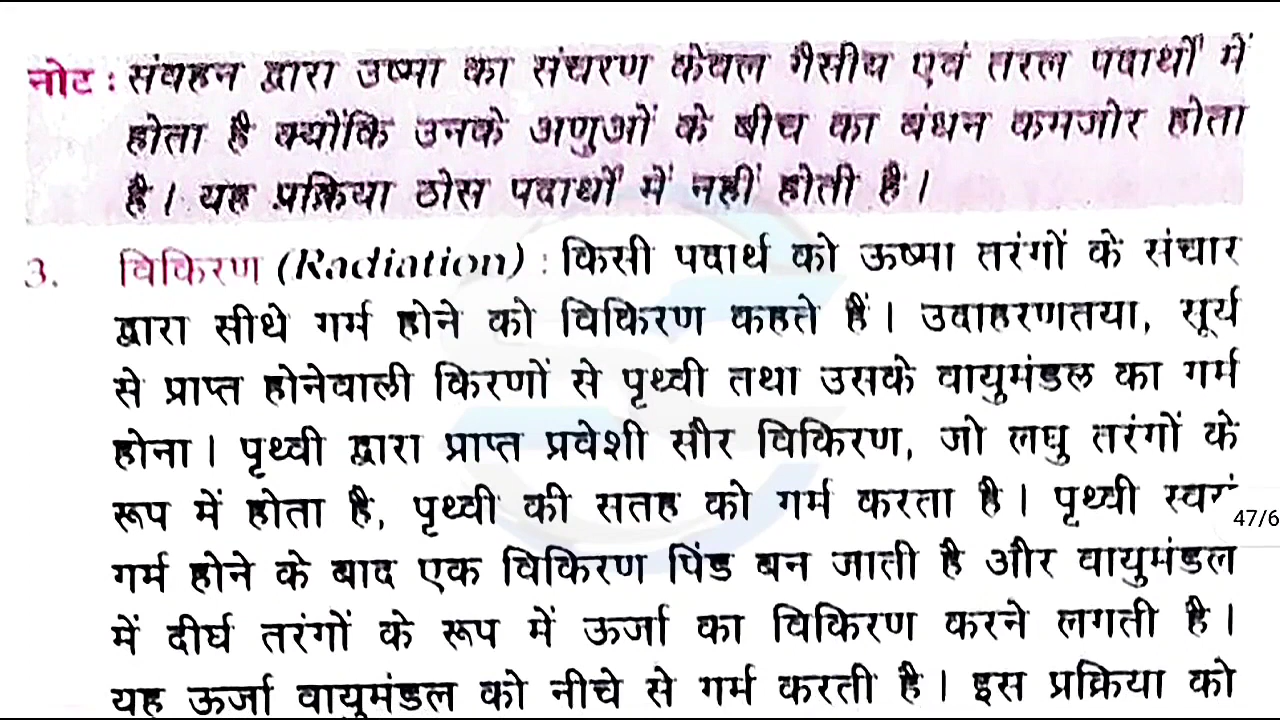 नोट : संवहन द्वारा उष्मा का संचरण केवल गैसीय एवं तरल पदार्थों में
होता है क्योंकि उनके अणुओं के बीच का बंधन कमजोर होता
है। यह प्रक्रिया ठोस पदार्थों में नहीं होती है।
3. विकिरण (Radiation) : किसी पदार्थ को ऊष्मा तरंगों के संचार
द्वारा सीधे गर्म होने को विकिरण कहते हैं। उदाहरणतया, सूर्य
से प्राप्त होनेवाली किरणों से पृथ्वी तथा उसके वायुमंडल का गर्म
होना। पृथ्वी द्वारा प्राप्त प्रवेशी सौर विकिरण, जो लघु तरंगों के
रूप में होता है, पृथ्वी की सतह को गर्म करता है। पृथ्वी स्वयं
47/6
गर्म होने के बाद एक विकिरण पिंड बन जाती है और वायुमंडल
में दीर्घ तरंगों के रूप में ऊर्जा का विकिरण करने लगती है।
यह ऊर्जा वायुमंडल को नीचे से गर्म करती है। इस प्रक्रिया को